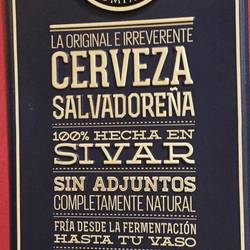 LA ORIGINAL E IRREVERENTE
CERVEZA
SALVADOREÑA
100% HECHA EN
SIVAR
SIN ADJUNTOS
COMPLETAMENTE NATURAL
FRÍA DESDE LA FERMENTACIÓN
HASTA TU VASO